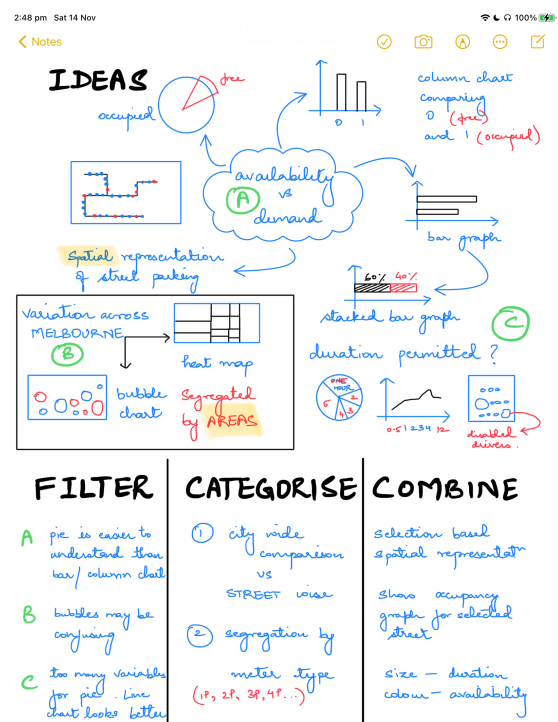 2:48 pm Sat 14 Nov
100%
Notes
IDEAS
free
occupied
0 1
column chart
comparing
0 (free)
and 1 (occupied)
availability
vs
demand
A
bar graph
Spatial representation
of street parking
60% 40%
stacked bar graph
C
variation across
MELBOURNE
B
heat map
bubble
chart
Segregated
by AREAS
duration permitted ?
ONE
HOUR
2
3
4
5
0.5 1 2 3 4 12
disabled
drivers.
FILTER
A pie is easier to
understand than
bar/column chart
B bubbles may be
confusing
C too many variables
for pie. Line
chart looks better
CATEGORISE
1 city wide
comparison
vs
STREET wise
2 segregation by
meter type
(1P, 2P, 3P, 4P...)
COMBINE
Selection based
spatial representatn
Show occupancy
graph for selected
street
size – duration
colour – availability